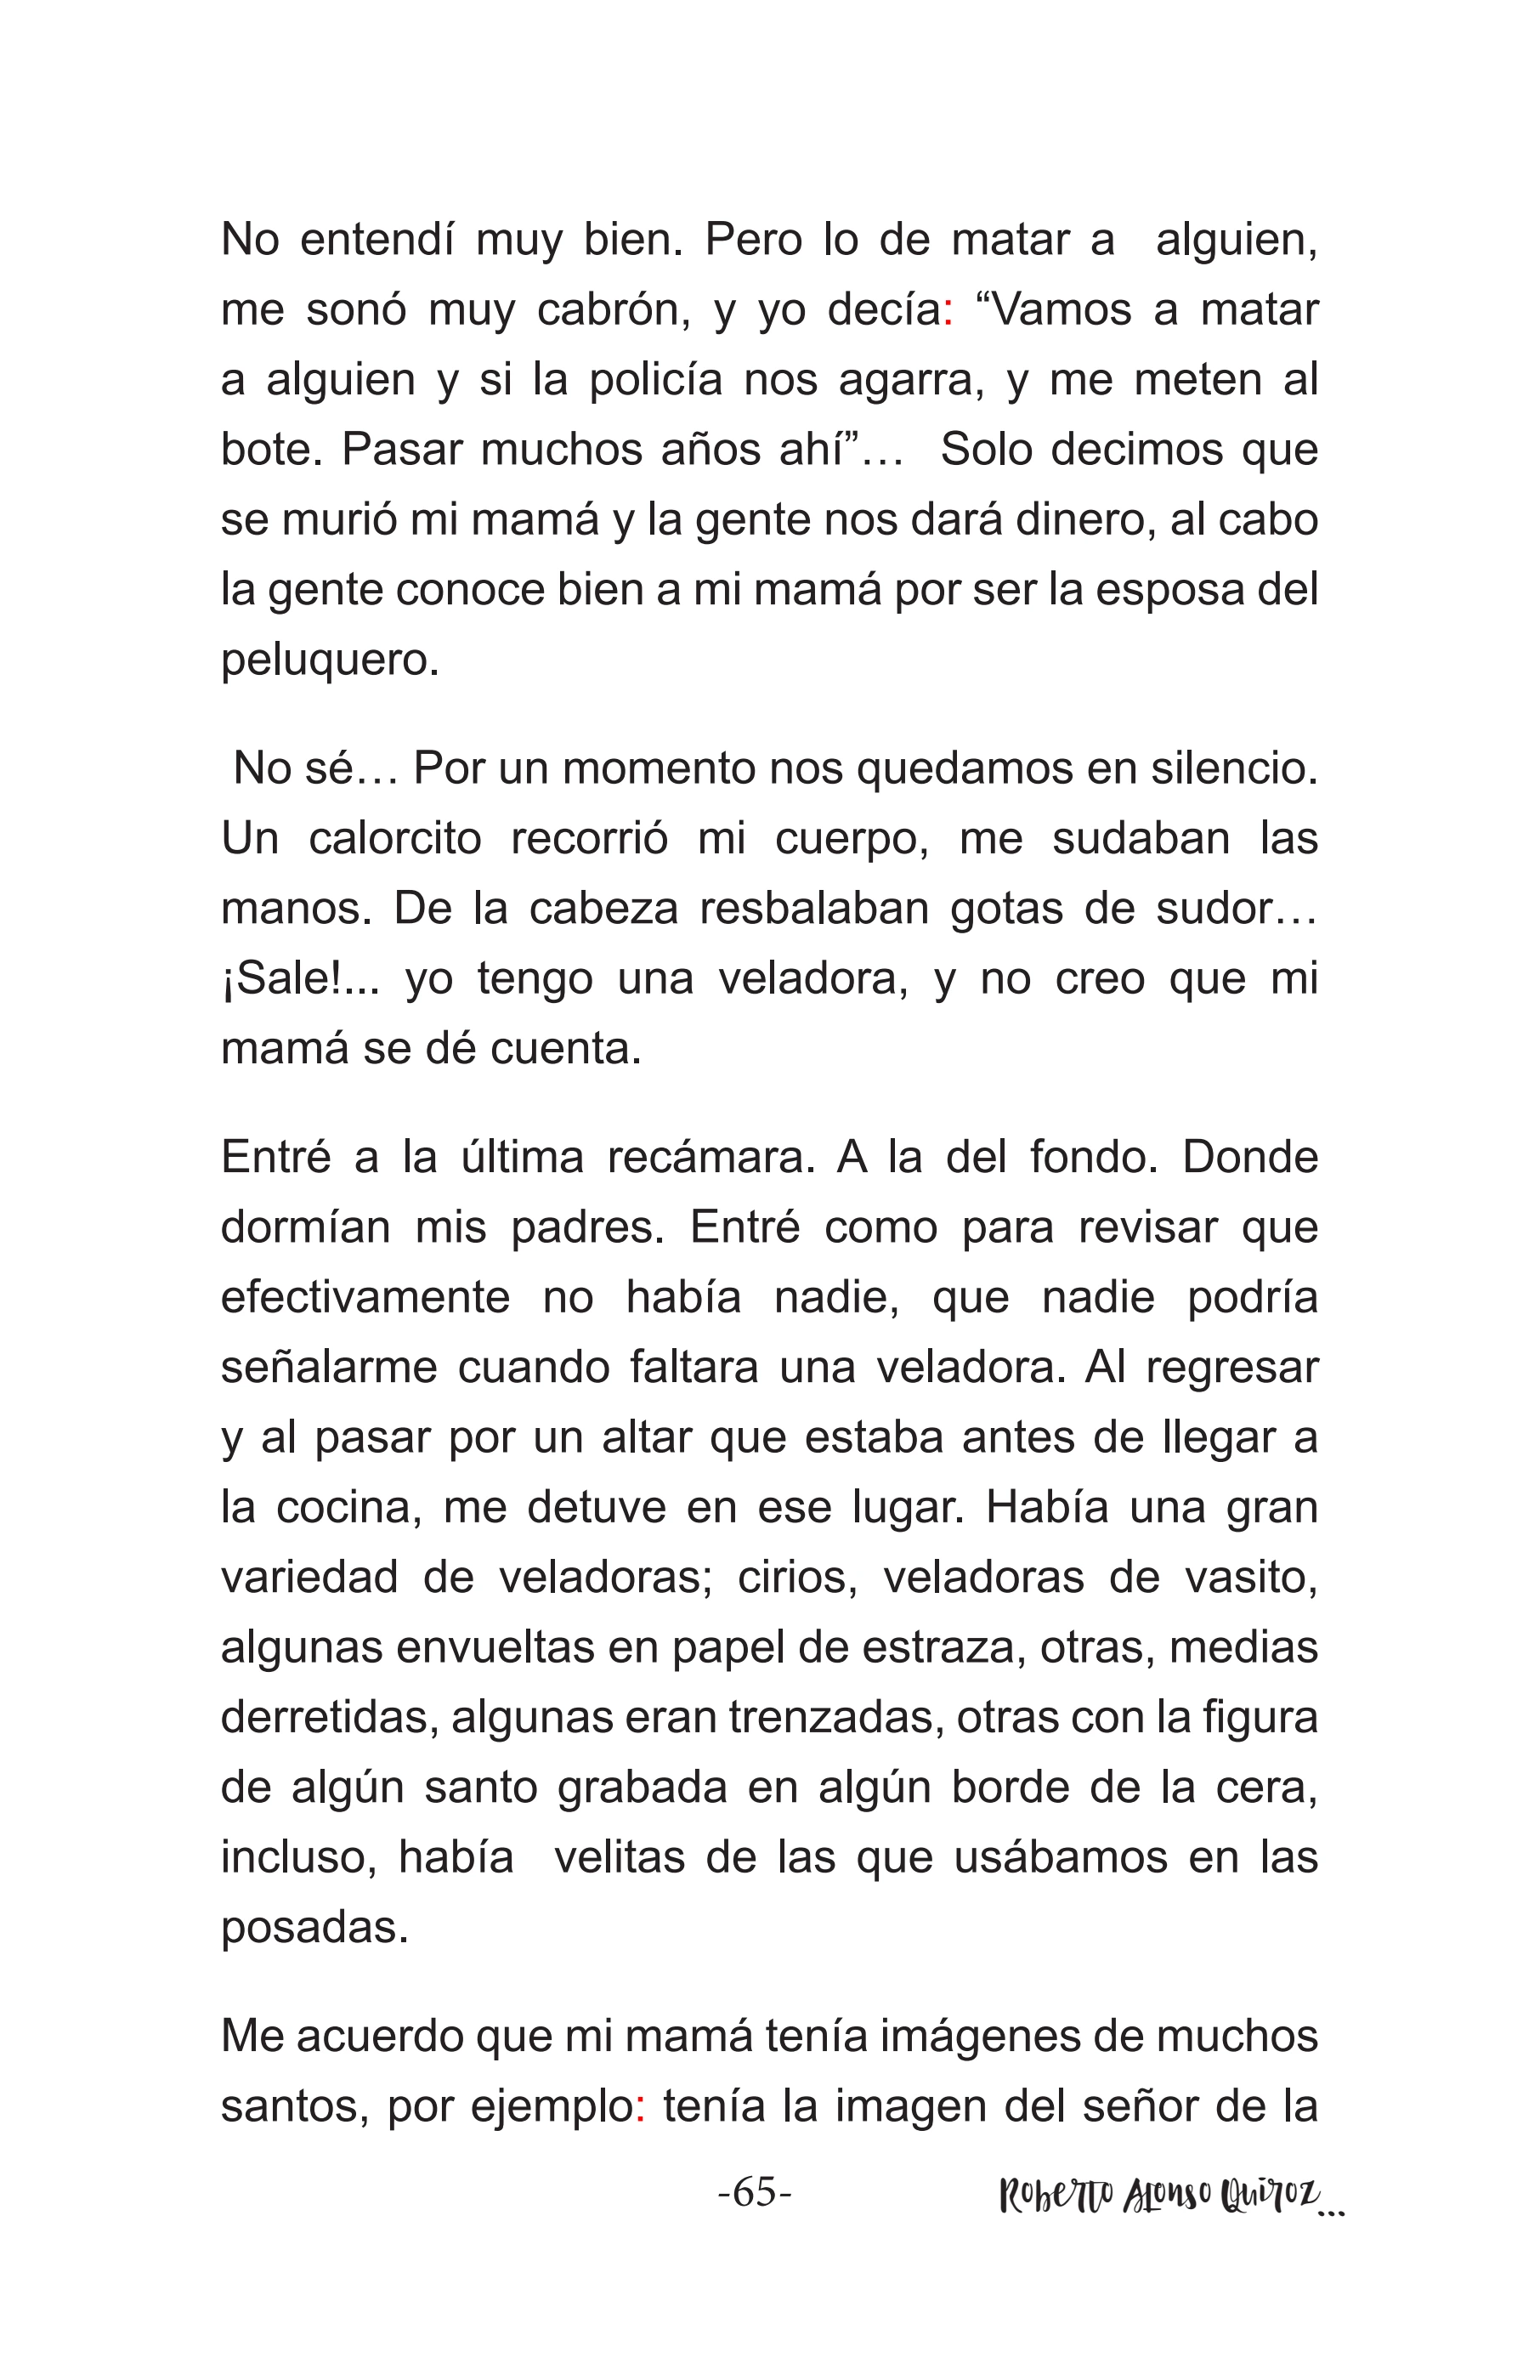 No entendí muy bien. Pero lo de matar a  alguien,
me sonó muy cabrón, y yo decía: “Vamos a matar
a alguien y si la policía nos agarra, y me meten al
bote. Pasar muchos años ahí”…  Solo decimos que
se murió mi mamá y la gente nos dará dinero, al cabo
la gente conoce bien a mi mamá por ser la esposa del
peluquero.
No sé… Por un momento nos quedamos en silencio.
Un calorcito recorrió mi cuerpo, me sudaban las
manos. De la cabeza resbalaban gotas de sudor…
¡Sale!... yo tengo una veladora, y no creo que mi
mamá se dé cuenta.
Entré a la última recámara. A la del fondo. Donde
dormían mis padres. Entré como para revisar que
efectivamente no había nadie, que nadie podría
señalarme cuando faltara una veladora. Al regresar
y al pasar por un altar que estaba antes de llegar a
la cocina, me detuve en ese lugar. Había una gran
variedad de veladoras; cirios, veladoras de vasito,
algunas envueltas en papel de estraza, otras, medias
derretidas, algunas eran trenzadas, otras con la figura
de algún santo grabada en algún borde de la cera,
incluso, había  velitas de las que usábamos en las
posadas.
Me acuerdo que mi mamá tenía imágenes de muchos
santos, por ejemplo: tenía la imagen del señor de la
-65- Roberto Alonso Quiroz...